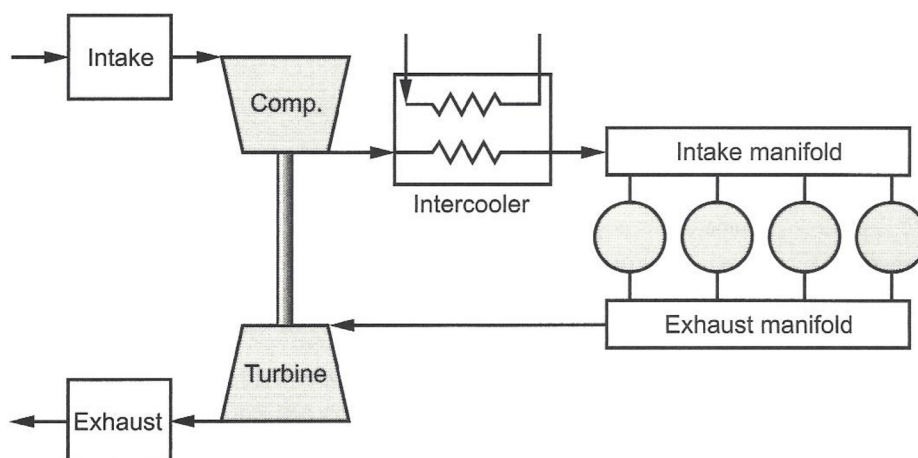 Intake
Comp.
Intercooler
Intake manifold
Exhaust manifold
Turbine
Exhaust